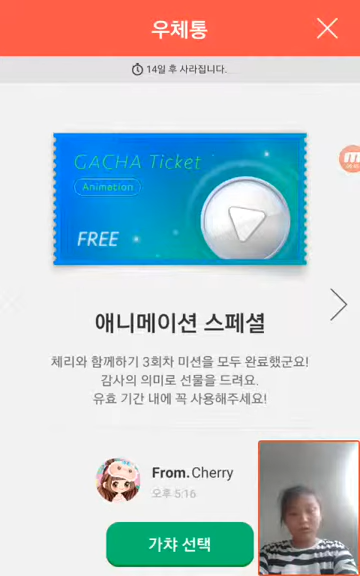 우체통
14일 후 사라집니다.
GACHA Ticket
Animation
FREE
애니메이션 스페셜
체리와 함께하기 3회차 미션을 모두 완료했군요!
감사의 의미로 선물을 드려요.
유효 기간 내에 꼭 사용해주세요!
From. Cherry
오후 5:16
가챠 선택